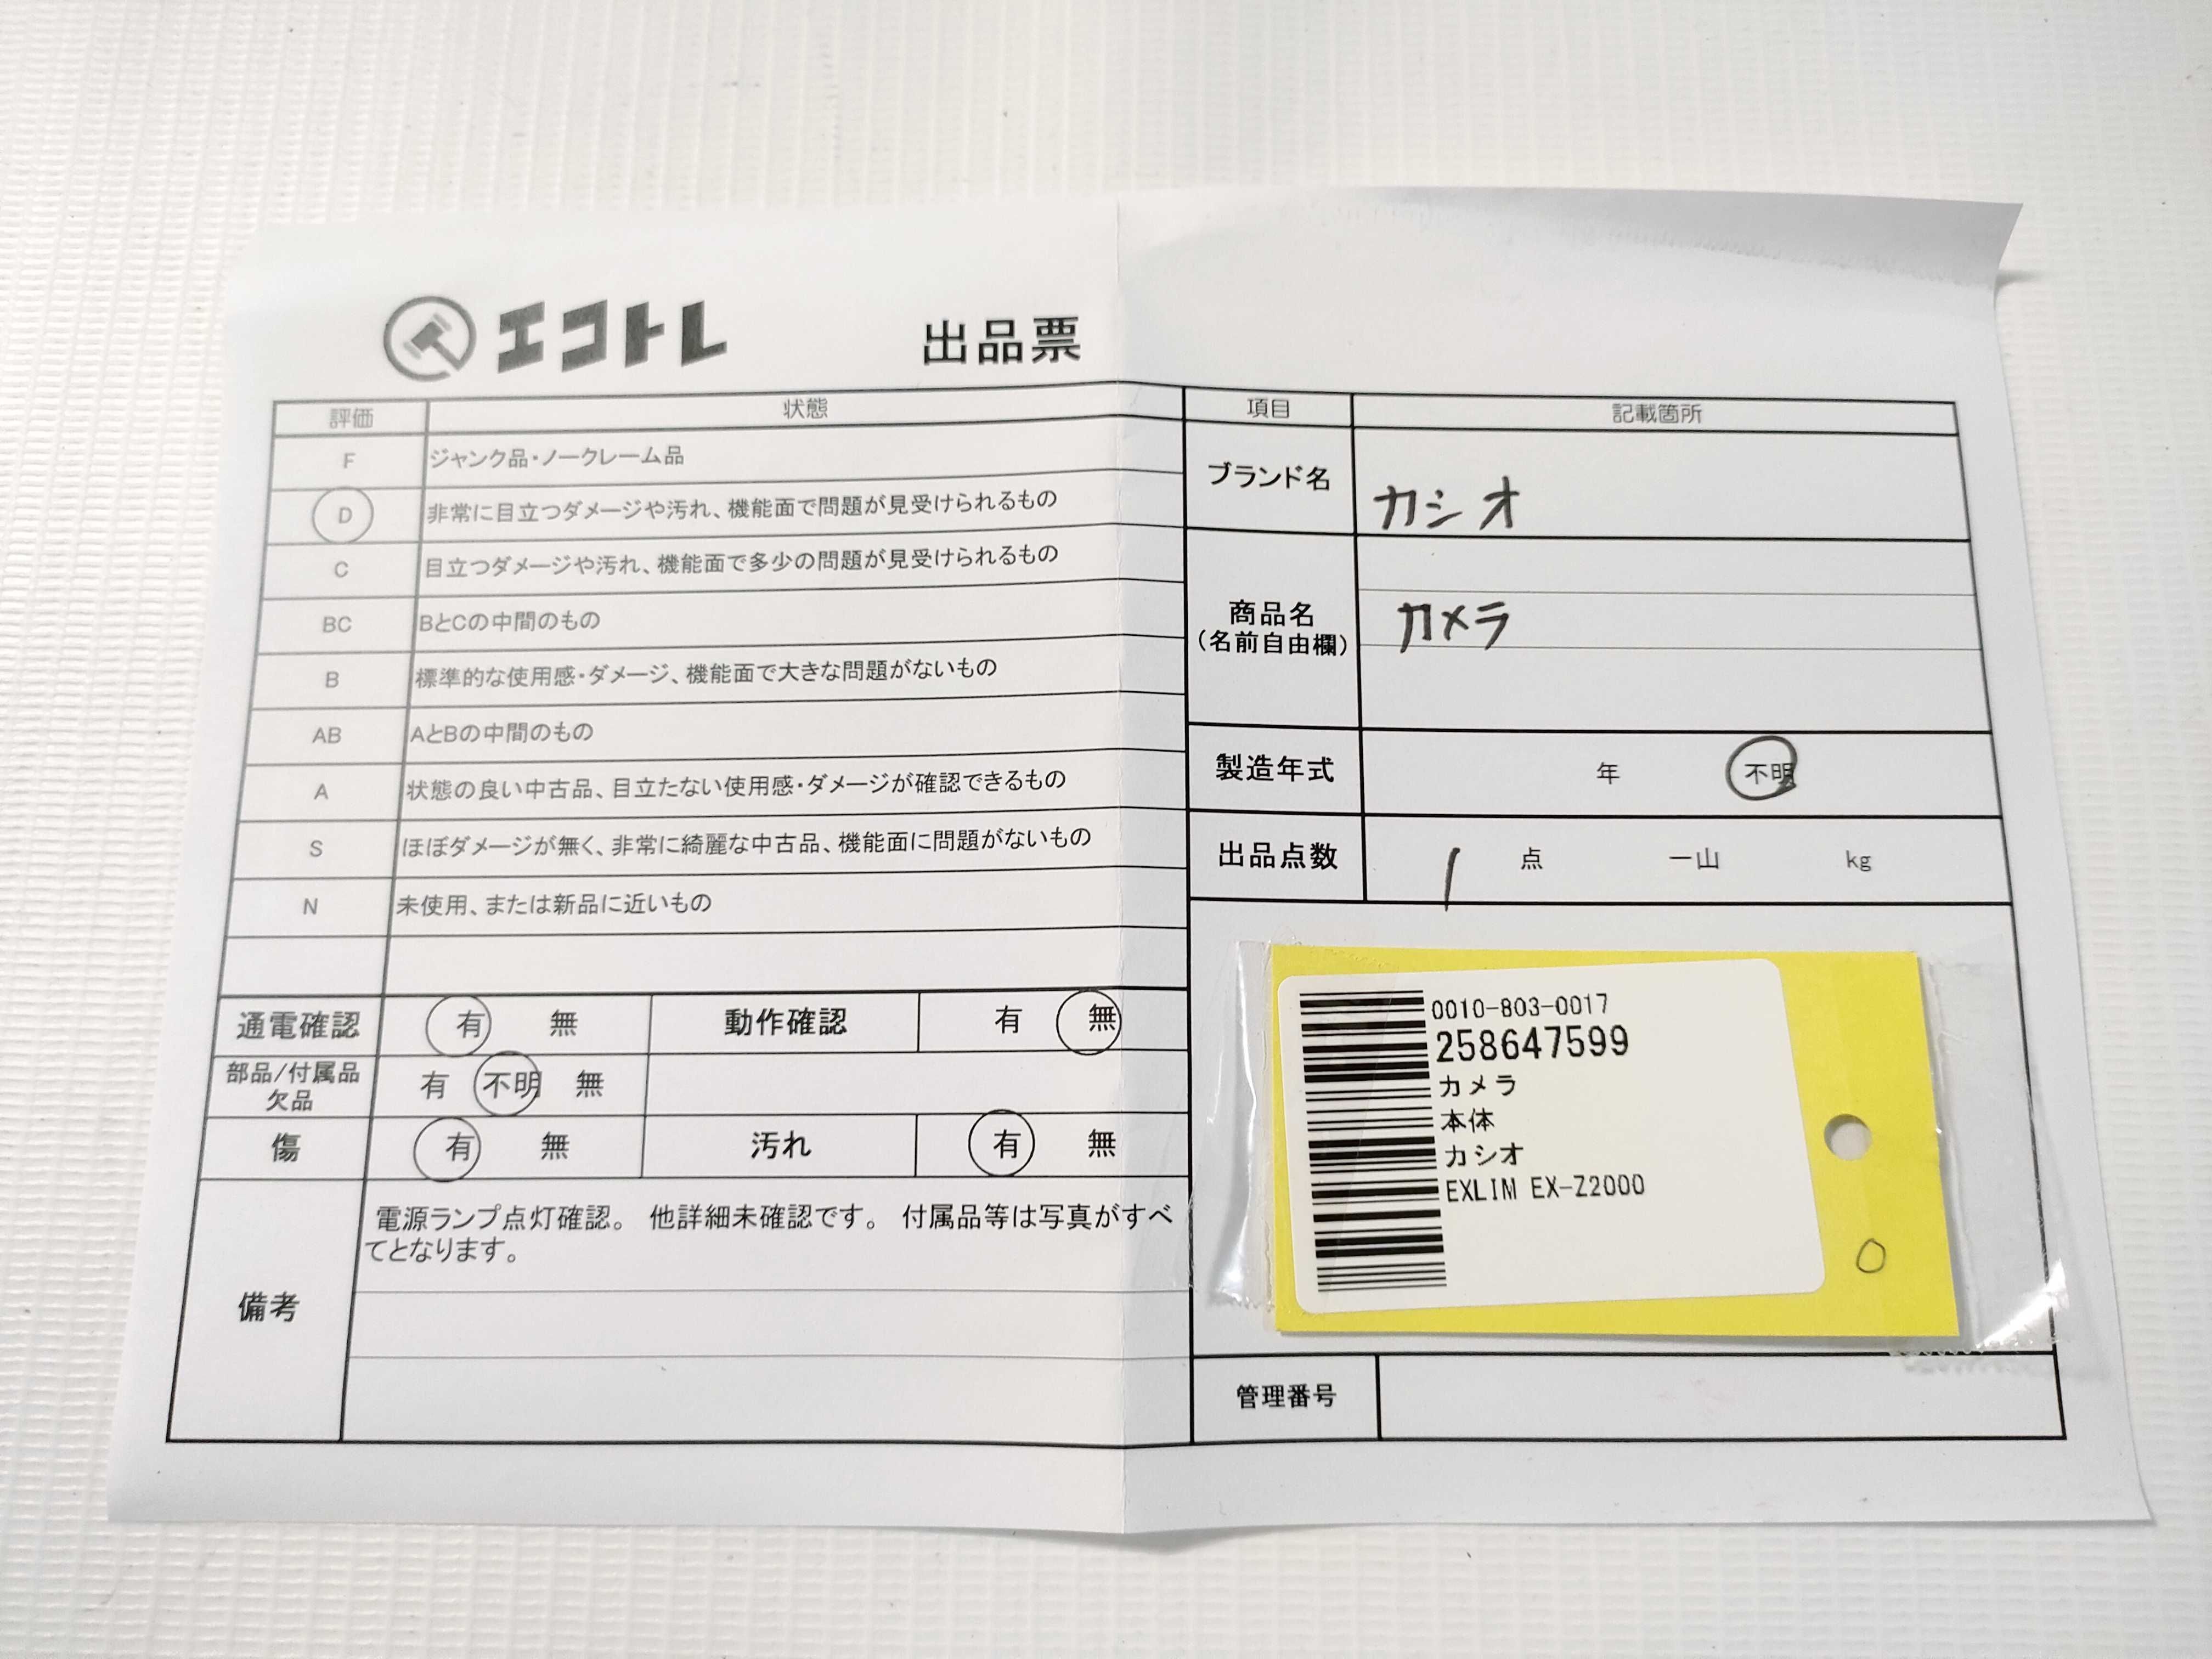 エコトレ
出品票
評価 状態
F ジャンク品・ノークレーム品
D 非常に目立つダメージや汚れ、機能面で問題が見受けられるもの
C 目立つダメージや汚れ、機能面で多少の問題が見受けられるもの
BC BとCの中間のもの
B 標準的な使用感・ダメージ、機能面で大きな問題がないもの
AB AとBの中間のもの
A 状態の良い中古品、目立たない使用感・ダメージが確認できるもの
S ほぼダメージが無く、非常に綺麗な中古品、機能面に問題がないもの
N 未使用、または新品に近いもの
通電確認 有 無 動作確認 有 無
部品/付属品
欠品
有 不明 無
傷 有 無 汚れ 有 無
備考
電源ランプ点灯確認。 他詳細未確認です。 付属品等は写真がすべ
てとなります。
項目 記載箇所
ブランド名 カシオ
商品名
(名前自由欄)
カメラ
製造年式 年 不明
出品点数 1 点 一山 kg
0010-803-0017
258647599
カメラ
本体
カシオ
EXLIM EX-Z2000
管理番号